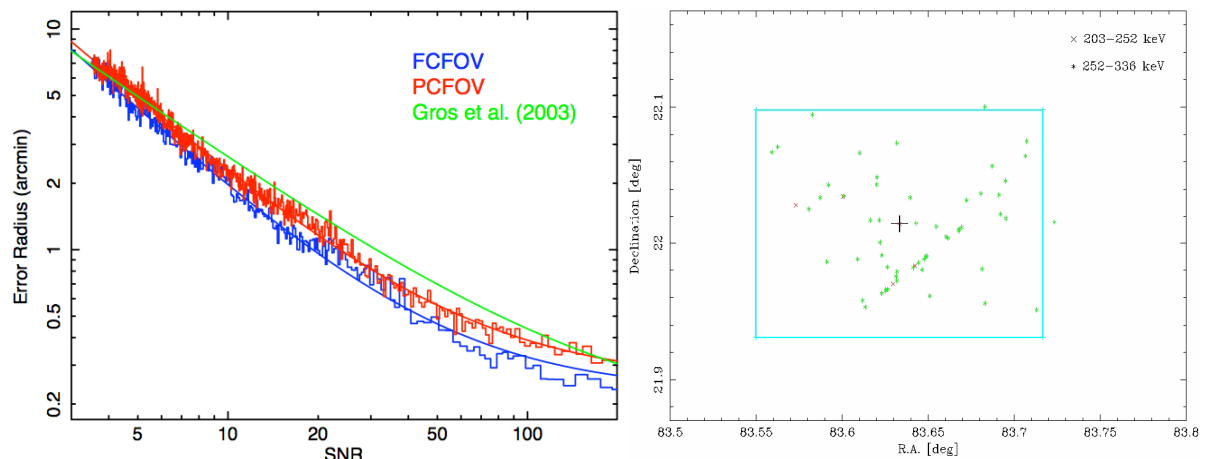 10
5
2
1
0.5
0.2
Error Radius (arcmin)
FCFOV
PCFOV
Gros et al. (2003)
5
10
20
50
100
SNR
22.1
22
21.9
Declination [deg]
× 203−252 keV
* 252−336 keV
83.5
83.55
83.6
83.65
83.7
83.75
83.8
R.A. [deg]